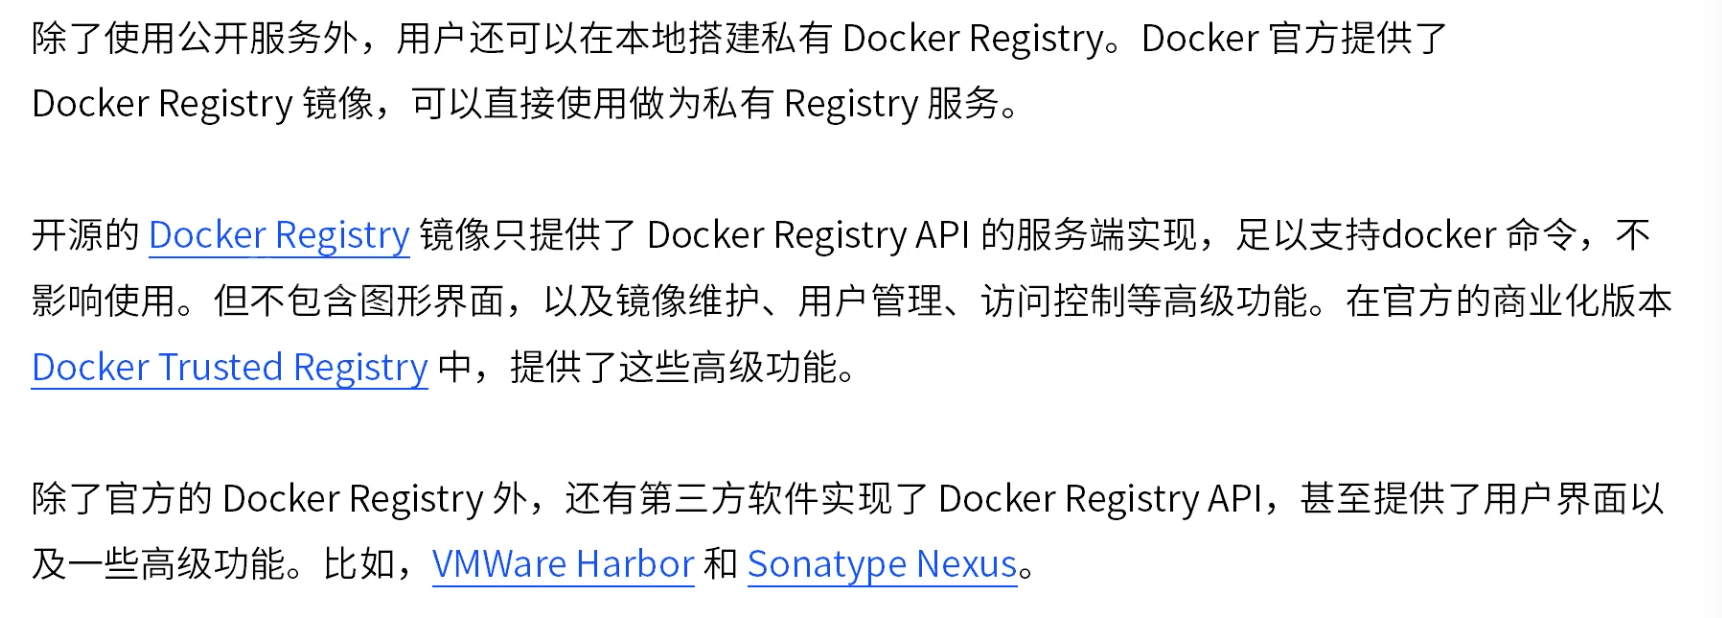 除了使用公开服务外，用户还可以在本地搭建私有 Docker Registry。Docker 官方提供了
Docker Registry 镜像，可以直接使用做为私有 Registry 服务。
开源的 Docker Registry 镜像只提供了 Docker Registry API 的服务端实现，足以支持docker 命令，不
影响使用。但不包含图形界面，以及镜像维护、用户管理、访问控制等高级功能。在官方的商业化版本
Docker Trusted Registry 中，提供了这些高级功能。
除了官方的 Docker Registry 外，还有第三方软件实现了 Docker Registry API，甚至提供了用户界面以
及一些高级功能。比如，VMWare Harbor 和 Sonatype Nexus。